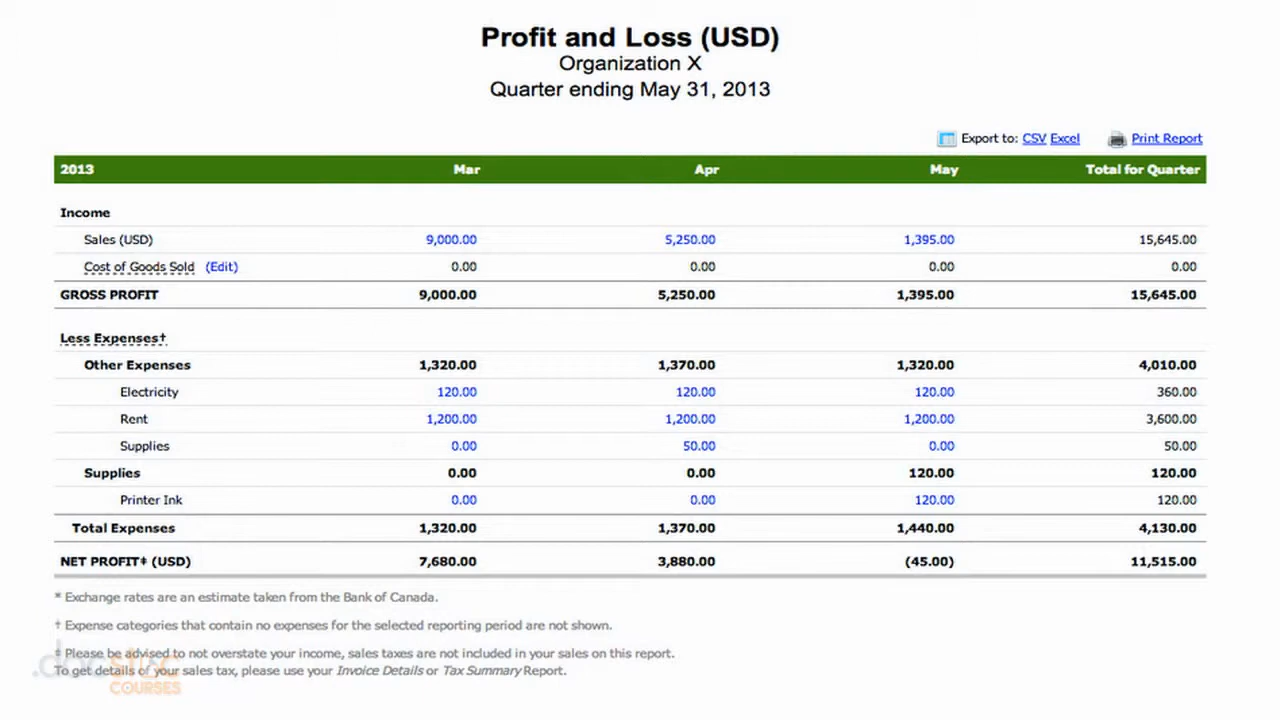 Profit and Loss (USD)
Organization X
Quarter ending May 31, 2013
Export to: CSV Excel Print Report
2013 Mar Apr May Total for Quarter
Income
Sales (USD) 9,000.00 5,250.00 1,395.00 15,645.00
Cost of Goods Sold (Edit) 0.00 0.00 0.00 0.00
GROSS PROFIT 9,000.00 5,250.00 1,395.00 15,645.00
Less Expenses†
Other Expenses 1,320.00 1,370.00 1,320.00 4,010.00
Electricity 120.00 120.00 120.00 360.00
Rent 1,200.00 1,200.00 1,200.00 3,600.00
Supplies 0.00 50.00 0.00 50.00
Supplies 0.00 0.00 120.00 120.00
Printer Ink 0.00 0.00 120.00 120.00
Total Expenses 1,320.00 1,370.00 1,440.00 4,130.00
NET PROFIT‡ (USD) 7,680.00 3,880.00 (45.00) 11,515.00
* Exchange rates are an estimate taken from the Bank of Canada.
† Expense categories that contain no expenses for the selected reporting period are not shown.
‡ Please be advised to not overstate your income, sales taxes are not included in your sales on this report.
To get details of your sales tax, please use your Invoice Details or Tax Summary Report.
.docstoc
COURSES